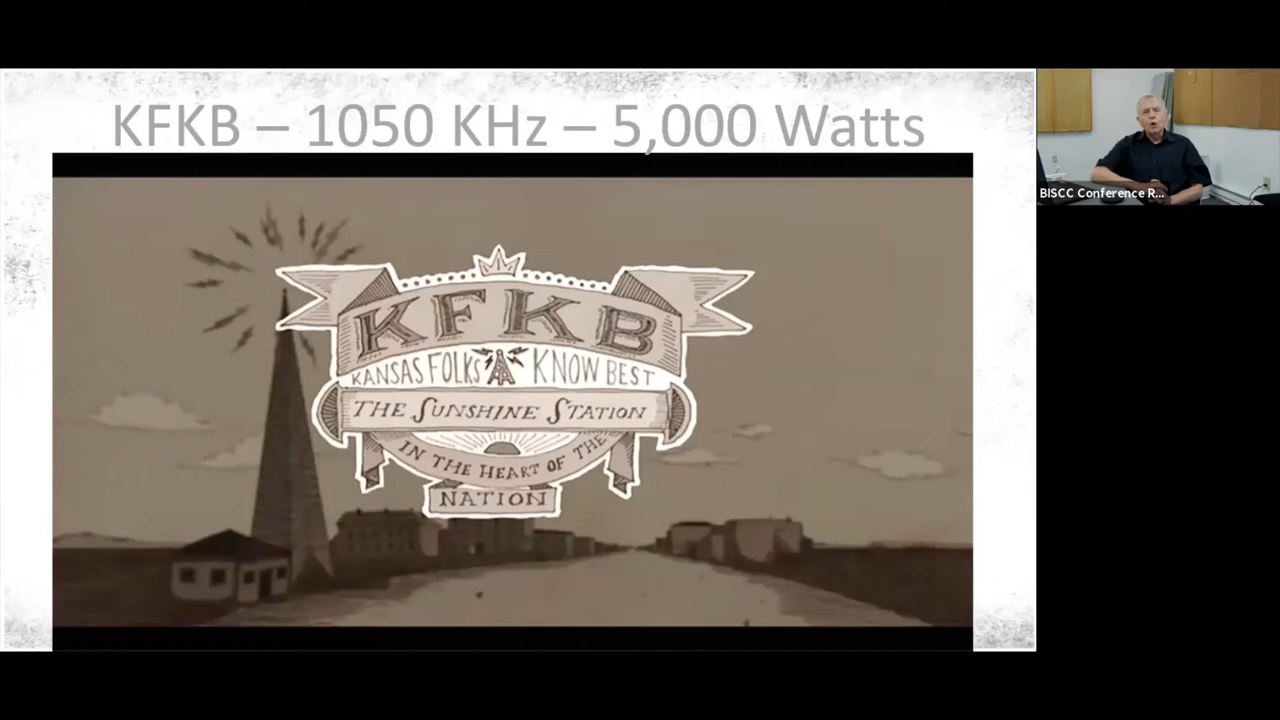 KFKB – 1050 KHz – 5,000 Watts
KFKB
KANSAS FOLKS KNOW BEST
THE SUNSHINE STATION
IN THE HEART OF THE
NATION
BISCC Conference R...